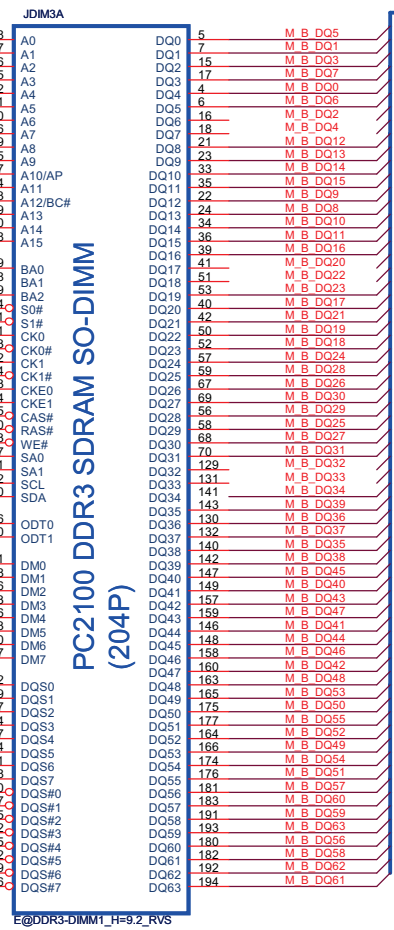 JDIM3A
A0
A1
A2
A3
A4
A5
A6
A7
A8
A9
A10/AP
A11
A12/BC#
A13
A14
A15
BA0
BA1
BA2
S0#
S1#
CK0
CK0#
CK1
CK1#
CKE0
CKE1
CAS#
RAS#
WE#
SA0
SA1
SCL
SDA
ODT0
ODT1
DM0
DM1
DM2
DM3
DM4
DM5
DM6
DM7
DQS0
DQS1
DQS2
DQS3
DQS4
DQS5
DQS6
DQS7
DQS#0
DQS#1
DQS#2
DQS#3
DQS#4
DQS#5
DQS#6
DQS#7
PC2100 DDR3 SDRAM SO-DIMM
(204P)
DQ0 5 M_B_DQ5
DQ1 7 M_B_DQ1
DQ2 15 M_B_DQ3
DQ3 17 M_B_DQ7
DQ4 4 M_B_DQ0
DQ5 6 M_B_DQ6
DQ6 16 M_B_DQ2
DQ7 18 M_B_DQ4
DQ8 21 M_B_DQ12
DQ9 23 M_B_DQ13
DQ10 33 M_B_DQ14
DQ11 35 M_B_DQ15
DQ12 22 M_B_DQ9
DQ13 24 M_B_DQ8
DQ14 34 M_B_DQ10
DQ15 36 M_B_DQ11
DQ16 39 M_B_DQ16
DQ17 41 M_B_DQ20
DQ18 51 M_B_DQ22
DQ19 53 M_B_DQ23
DQ20 40 M_B_DQ17
DQ21 42 M_B_DQ21
DQ22 50 M_B_DQ19
DQ23 52 M_B_DQ18
DQ24 57 M_B_DQ24
DQ25 59 M_B_DQ28
DQ26 67 M_B_DQ26
DQ27 69 M_B_DQ30
DQ28 56 M_B_DQ29
DQ29 58 M_B_DQ25
DQ30 68 M_B_DQ27
DQ31 70 M_B_DQ31
DQ32 129 M_B_DQ32
DQ33 131 M_B_DQ33
DQ34 141 M_B_DQ34
DQ35 143 M_B_DQ39
DQ36 130 M_B_DQ36
DQ37 132 M_B_DQ37
DQ38 140 M_B_DQ35
DQ39 142 M_B_DQ38
DQ40 147 M_B_DQ45
DQ41 149 M_B_DQ40
DQ42 157 M_B_DQ43
DQ43 159 M_B_DQ47
DQ44 146 M_B_DQ41
DQ45 148 M_B_DQ44
DQ46 158 M_B_DQ46
DQ47 160 M_B_DQ42
DQ48 163 M_B_DQ48
DQ49 165 M_B_DQ53
DQ50 175 M_B_DQ50
DQ51 177 M_B_DQ55
DQ52 164 M_B_DQ52
DQ53 166 M_B_DQ49
DQ54 174 M_B_DQ54
DQ55 176 M_B_DQ51
DQ56 181 M_B_DQ57
DQ57 183 M_B_DQ60
DQ58 191 M_B_DQ59
DQ59 193 M_B_DQ63
DQ60 180 M_B_DQ56
DQ61 182 M_B_DQ58
DQ62 192 M_B_DQ62
DQ63 194 M_B_DQ61
E@DDR3-DIMM1_H=9.2_RVS